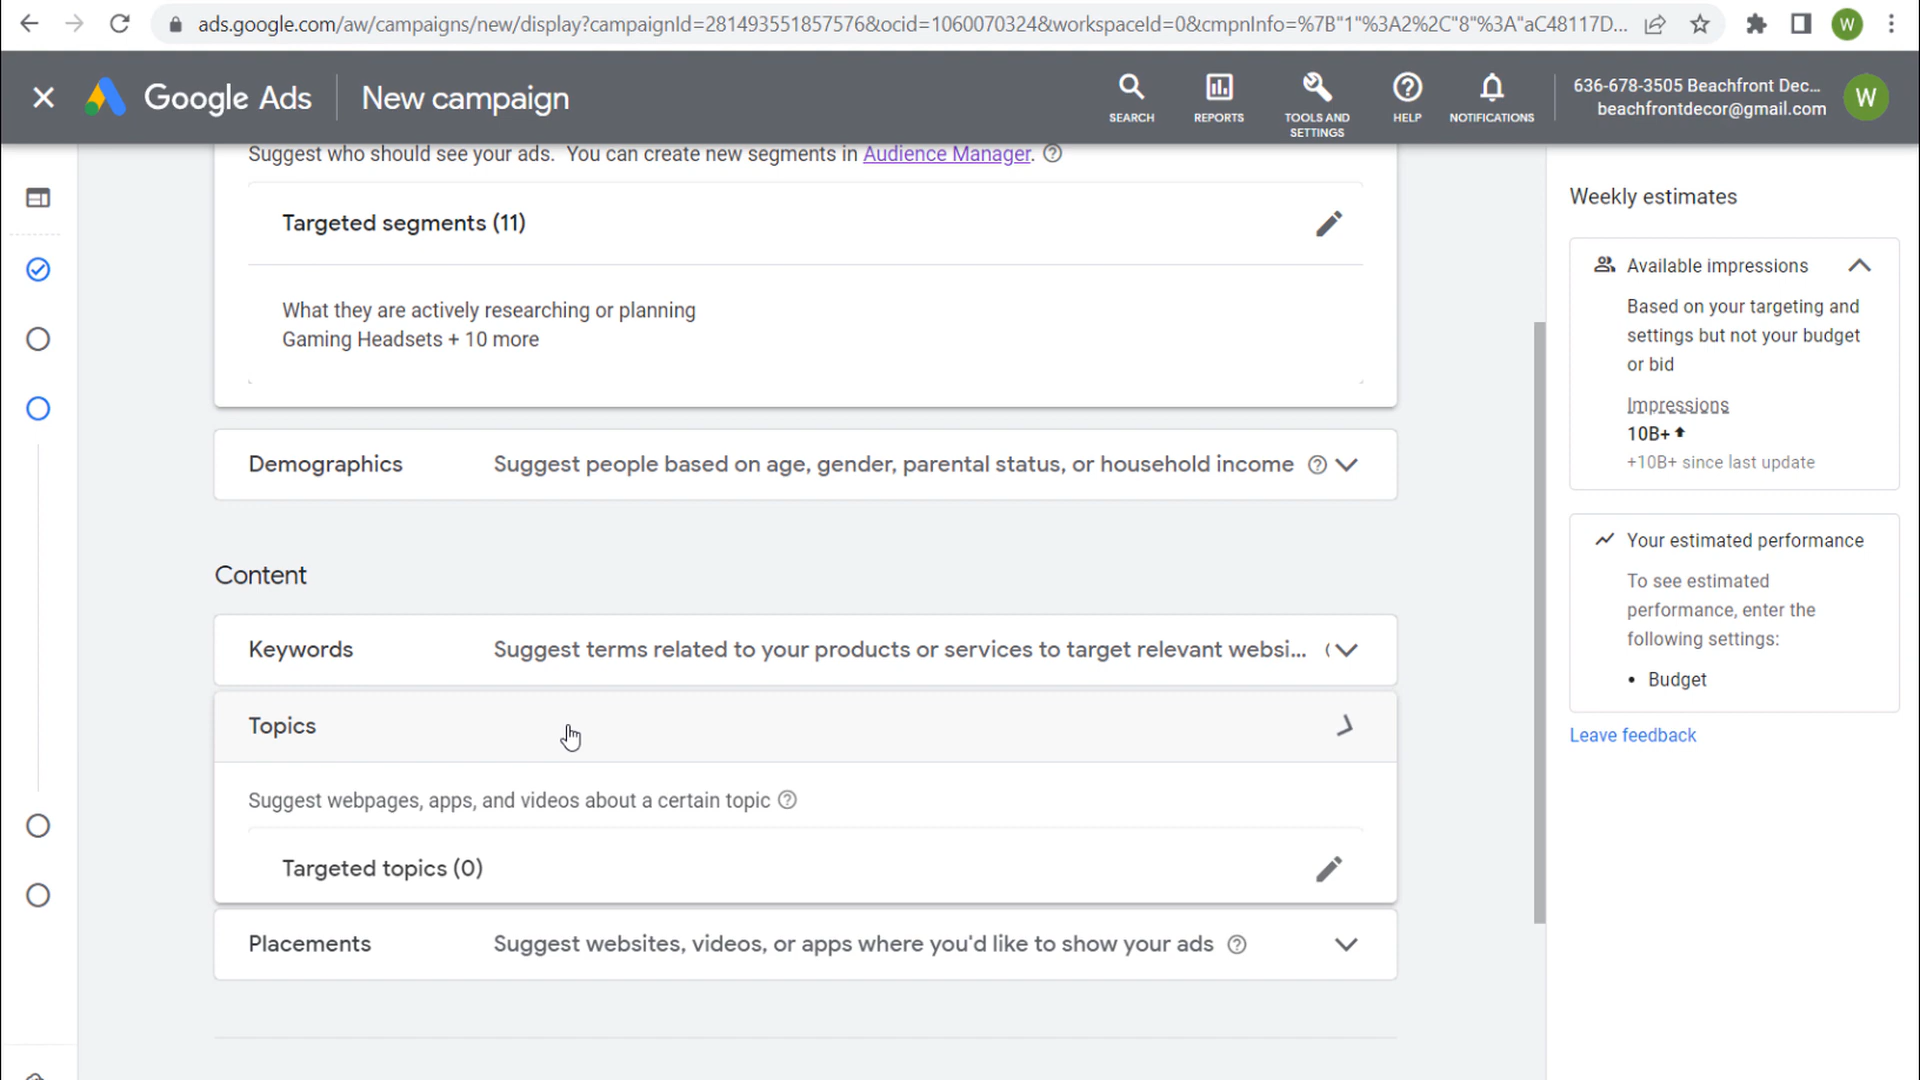 ads.google.com/aw/campaigns/new/display?campaignId=281493551857576&ocid=1060070324&workspaceId=0&cmpnInfo=%7B"1"%3A2%2C"8"%3A"aC48117D...
W
Google Ads
New campaign
SEARCH
REPORTS
TOOLS AND
SETTINGS
HELP
NOTIFICATIONS
636-678-3505 Beachfront Dec...
beachfrontdecor@gmail.com
W
Suggest who should see your ads. You can create new segments in Audience Manager.
Targeted segments (11)
What they are actively researching or planning
Gaming Headsets + 10 more
Demographics
Suggest people based on age, gender, parental status, or household income
Content
Keywords
Suggest terms related to your products or services to target relevant websi...
Topics
Suggest webpages, apps, and videos about a certain topic
Targeted topics (0)
Placements
Suggest websites, videos, or apps where you'd like to show your ads
Weekly estimates
Available impressions
Based on your targeting and
settings but not your budget
or bid
Impressions
10B+
+10B+ since last update
Your estimated performance
To see estimated
performance, enter the
following settings:
• Budget
Leave feedback